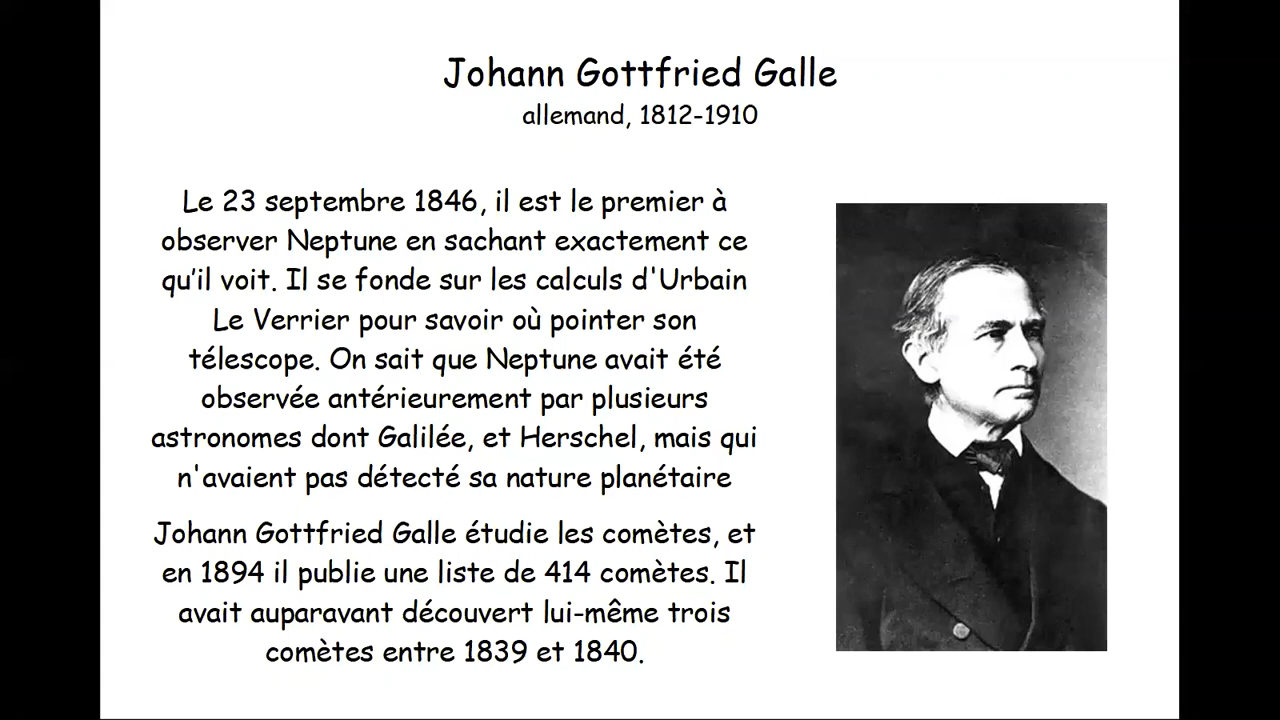 Johann Gottfried Galle
allemand, 1812-1910
Le 23 septembre 1846, il est le premier à
observer Neptune en sachant exactement ce
qu’il voit. Il se fonde sur les calculs d'Urbain
Le Verrier pour savoir où pointer son
télescope. On sait que Neptune avait été
observée antérieurement par plusieurs
astronomes dont Galilée, et Herschel, mais qui
n'avaient pas détecté sa nature planétaire
Johann Gottfried Galle étudie les comètes, et
en 1894 il publie une liste de 414 comètes. Il
avait auparavant découvert lui-même trois
comètes entre 1839 et 1840.